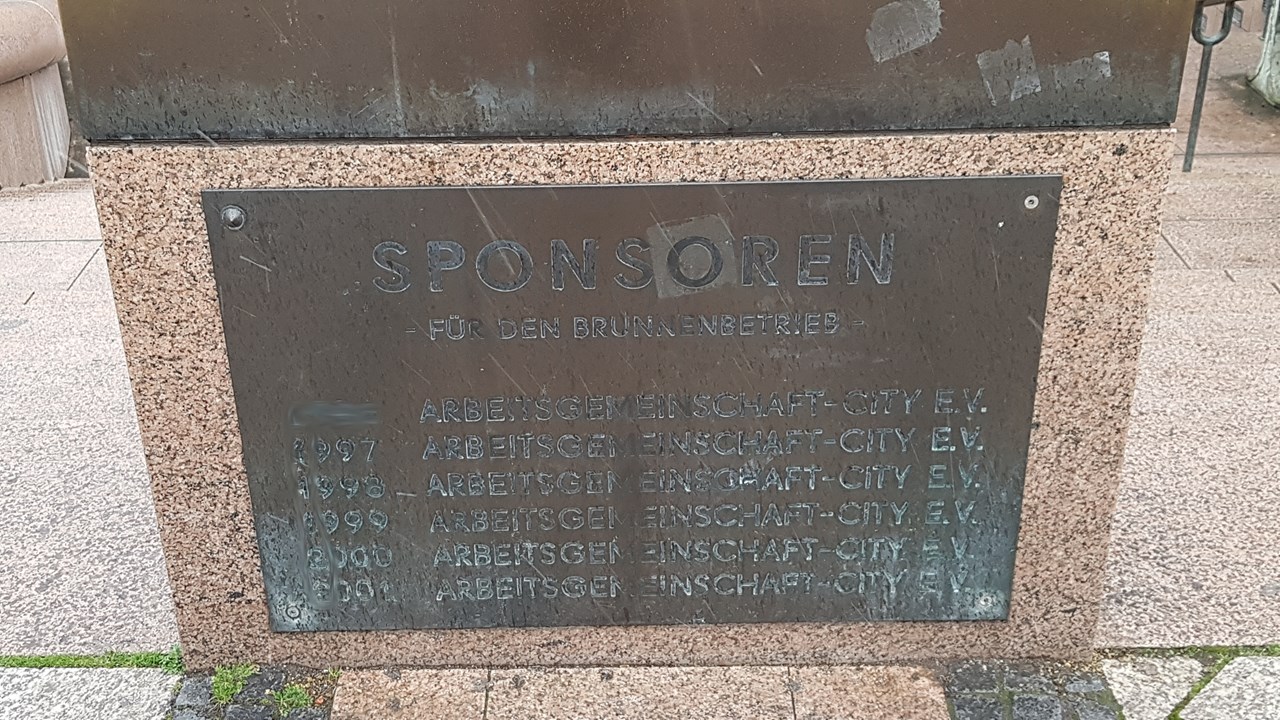 SPONSOREN
- FÜR DEN BRUNNENBETRIEB -
ARBEITSGEMEINSCHAFT-CITY E.V.
1997 ARBEITSGEMEINSCHAFT-CITY E.V.
1998 ARBEITSGEMEINSCHAFT-CITY E.V.
1999 ARBEITSGEMEINSCHAFT-CITY E.V.
2000 ARBEITSGEMEINSCHAFT-CITY E.V.
2001 ARBEITSGEMEINSCHAFT-CITY E.V.